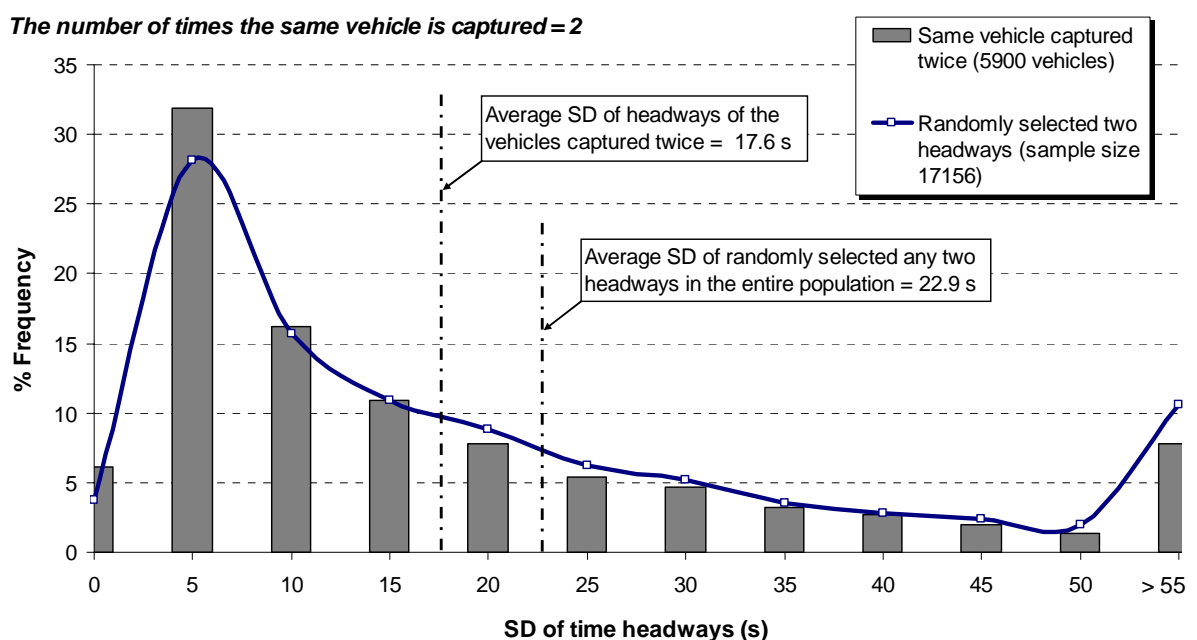 The number of times the same vehicle is captured = 2
Same vehicle captured
twice (5900 vehicles)
Randomly selected two
headways (sample size
17156)
Average SD of headways of the
vehicles captured twice = 17.6 s
Average SD of randomly selected any two
headways in the entire population = 22.9 s
% Frequency
35
30
25
20
15
10
5
0
0 5 10 15 20 25 30 35 40 45 50 > 55
SD of time headways (s)